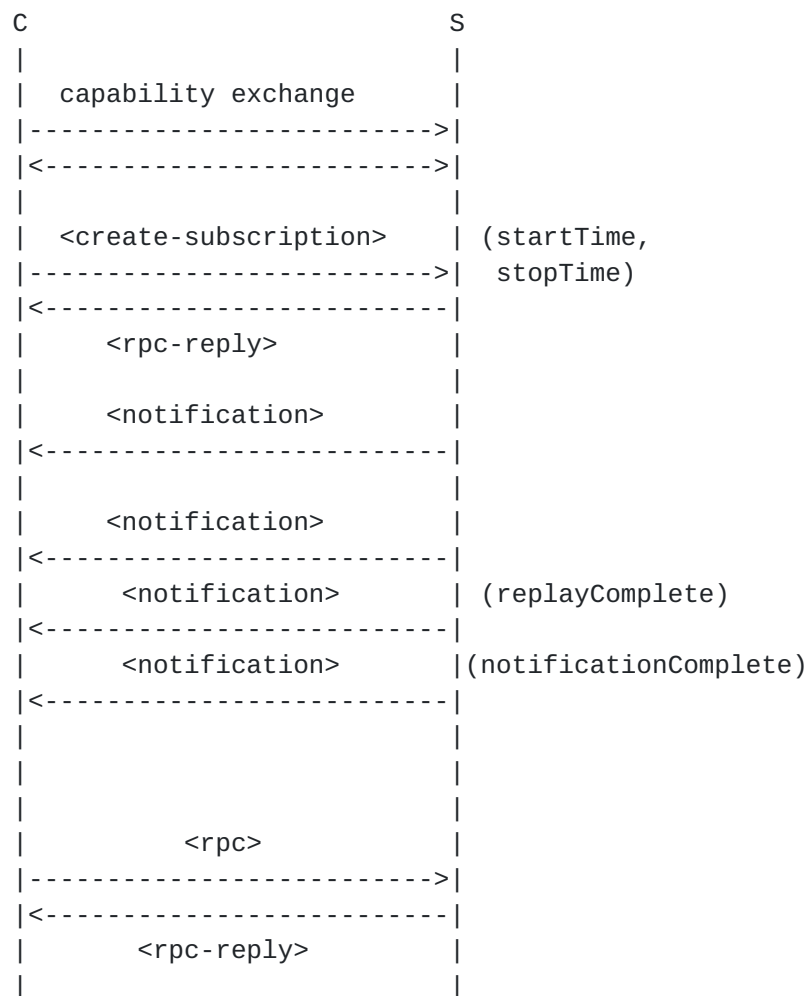 C                           S
|                           |
|  capability exchange      |
|-------------------------->|
|<------------------------->|
|                           |
|  <create-subscription>    | (startTime,
|-------------------------->|  stopTime)
|<--------------------------|
|     <rpc-reply>           |
|                           |
|     <notification>        |
|<--------------------------|
|                           |
|     <notification>        |
|<--------------------------|
|      <notification>       | (replayComplete)
|<--------------------------|
|      <notification>       |(notificationComplete)
|<--------------------------|
|                           |
|                           |
|                           |
|          <rpc>            |
|-------------------------->|
|<--------------------------|
|       <rpc-reply>         |
|                           |